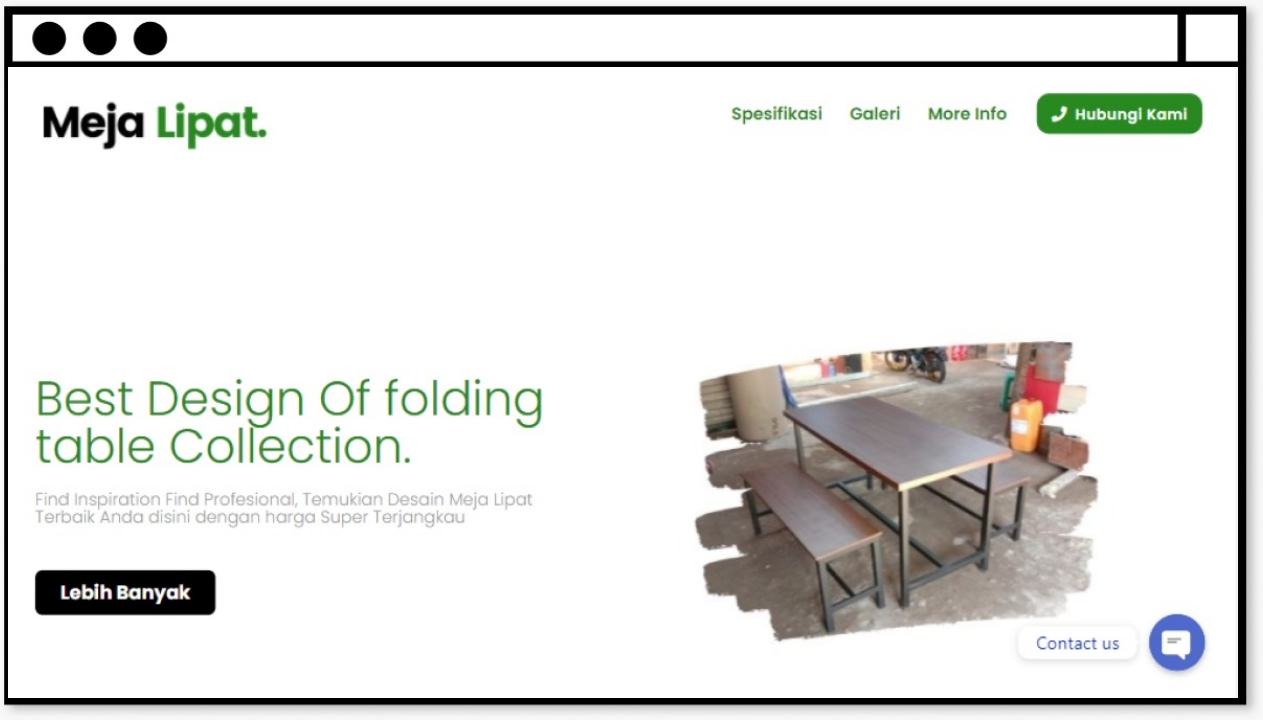 Meja Lipat.
Spesifikasi
Galeri
More Info
Hubungi Kami
Best Design Of folding
table Collection.
Find Inspiration Find Profesional, Temukian Desain Meja Lipat
Terbaik Anda disini dengan harga Super Terjangkau
Lebih Banyak
Contact us